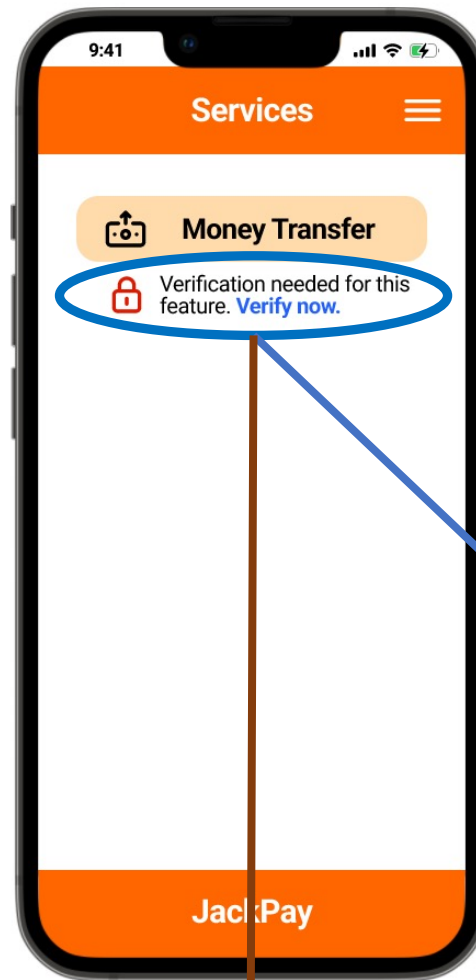 9:41
Services
Money Transfer
Verification needed for this
feature. Verify now.
JackPay